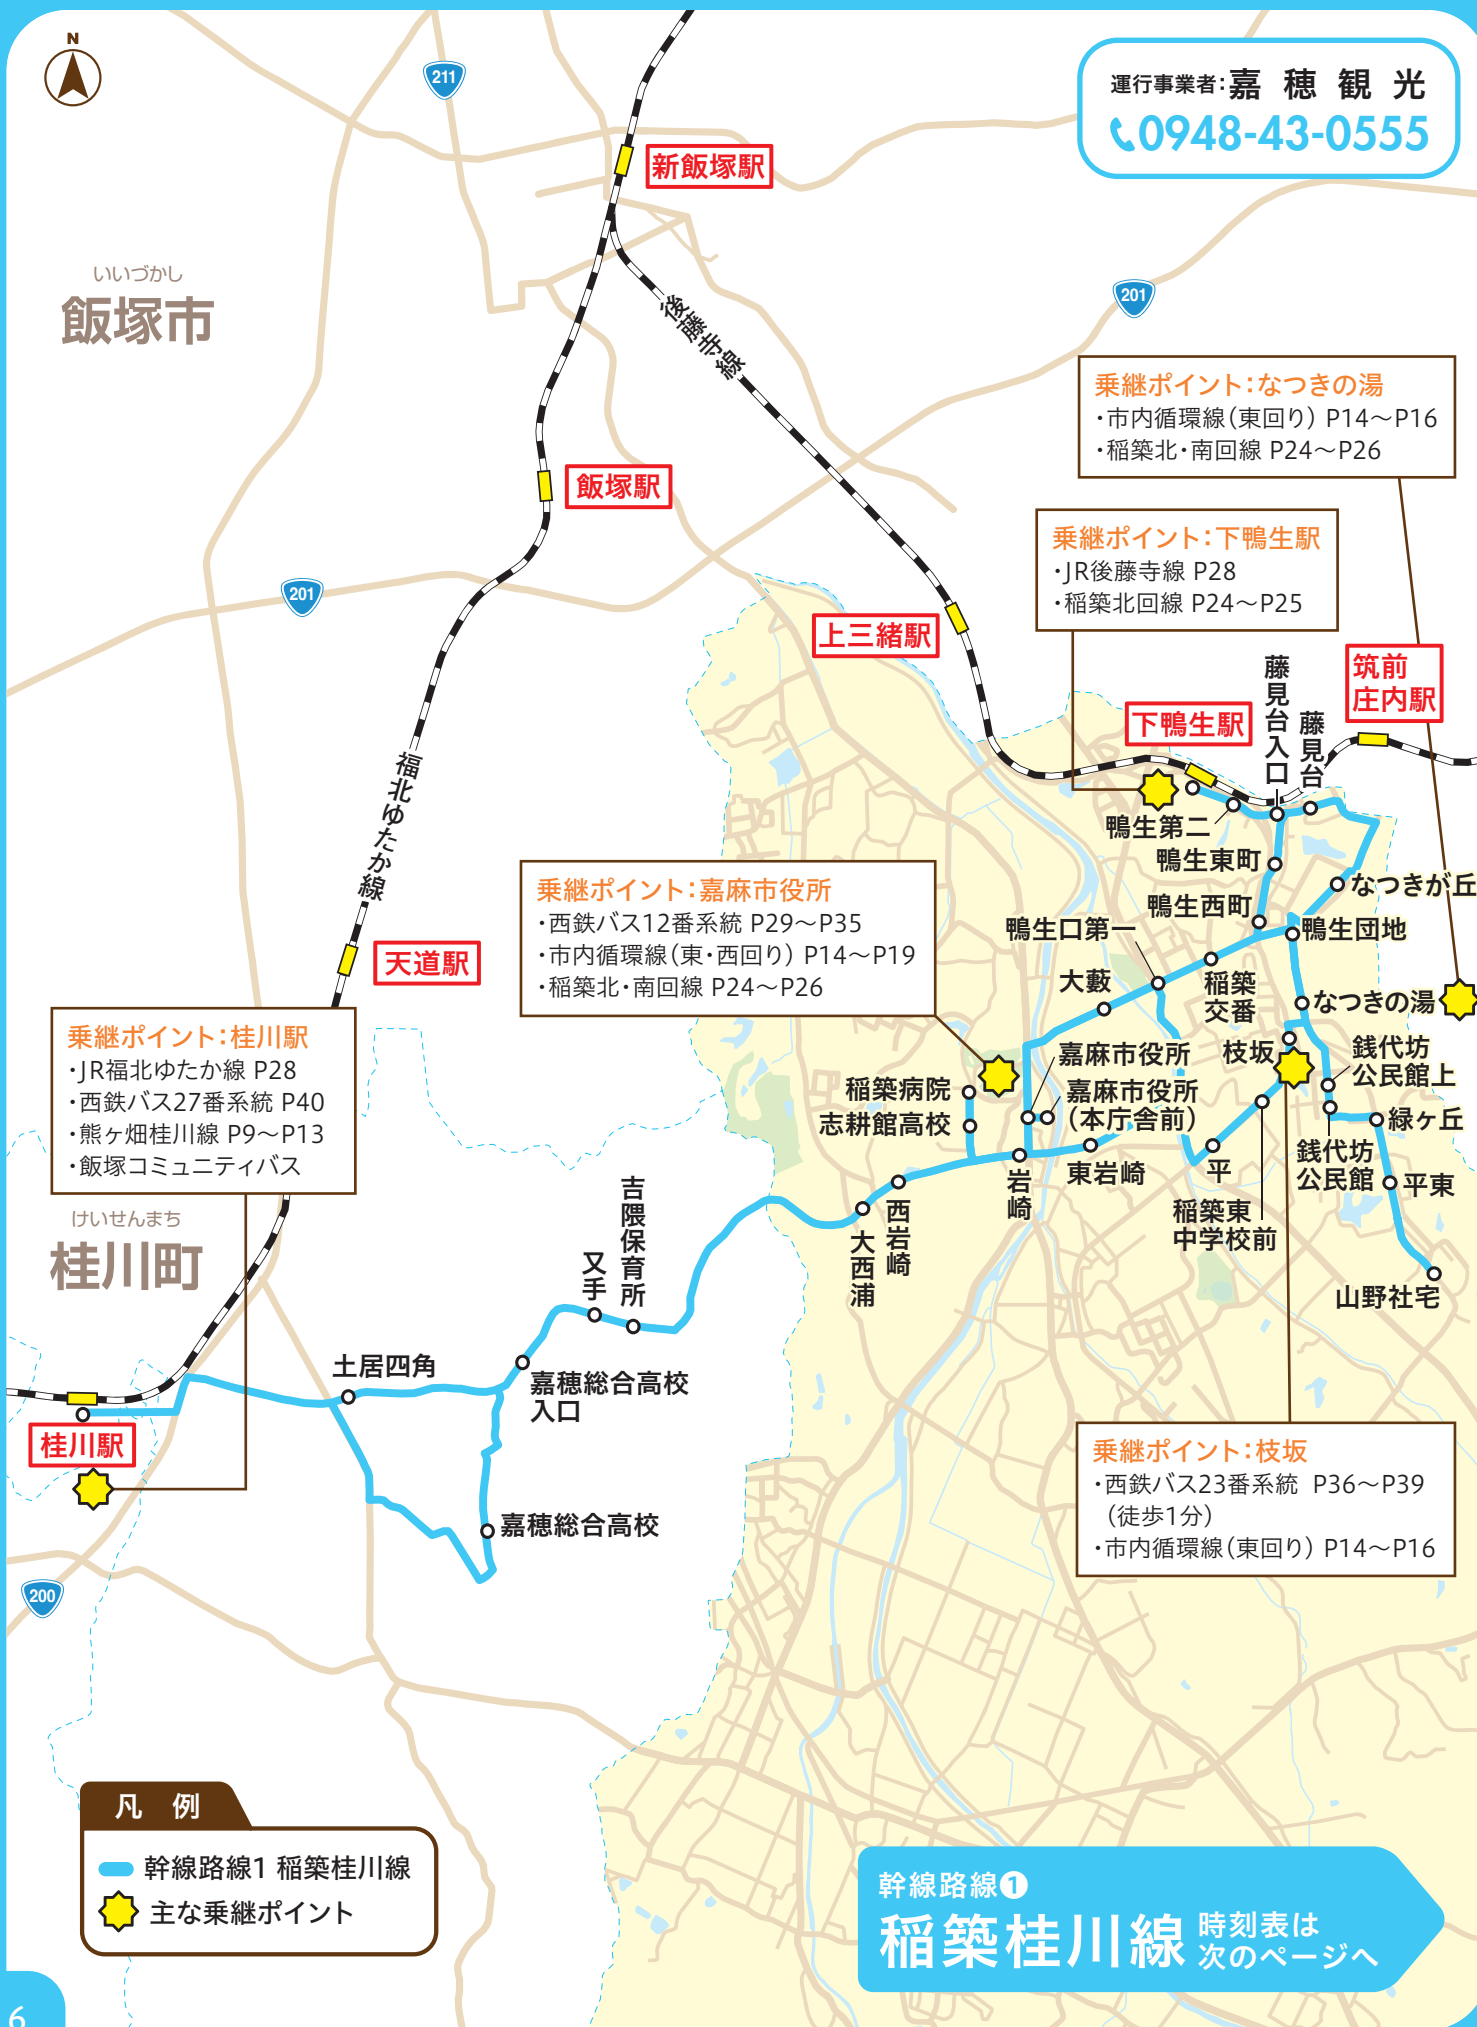 N
211
運行事業者：嘉穂観光
0948-43-0555
新飯塚駅
いいづかし
飯塚市
後藤寺線
201
乗継ポイント：なつきの湯
・市内循環線（東回り） P14～P16
・稲築北・南回線 P24～P26
飯塚駅
乗継ポイント：下鴨生駅
・JR後藤寺線 P28
・稲築北回線 P24～P25
201
上三緒駅
藤見台入口
藤見台
筑前
庄内駅
下鴨生駅
福北ゆたか線
鴨生第二
鴨生東町
なつきが丘
乗継ポイント：嘉麻市役所
・西鉄バス12番系統 P29～P35
・市内循環線（東・西回り） P14～P19
・稲築北・南回線 P24～P26
鴨生西町
鴨生口第一
鴨生団地
天道駅
大藪
稲築
交番
なつきの湯
乗継ポイント：桂川駅
・JR福北ゆたか線 P28
・西鉄バス27番系統 P40
・熊ヶ畑桂川線 P9～P13
・飯塚コミュニティバス
嘉麻市役所
枝坂
銭代坊
公民館上
稲築病院
志耕館高校
嘉麻市役所
（本庁舎前）
緑ヶ丘
銭代坊
公民館
岩崎
東岩崎
平
平東
けいせんまち
桂川町
吉隈保育所
又手
西岩崎
大西浦
稲築東
中学校前
山野社宅
土居四角
嘉穂総合高校
入口
桂川駅
乗継ポイント：枝坂
・西鉄バス23番系統 P36～P39
（徒歩1分）
・市内循環線（東回り） P14～P16
嘉穂総合高校
200
凡 例
幹線路線1 稲築桂川線
主な乗継ポイント
幹線路線❶
稲築桂川線 時刻表は
次のページへ
6